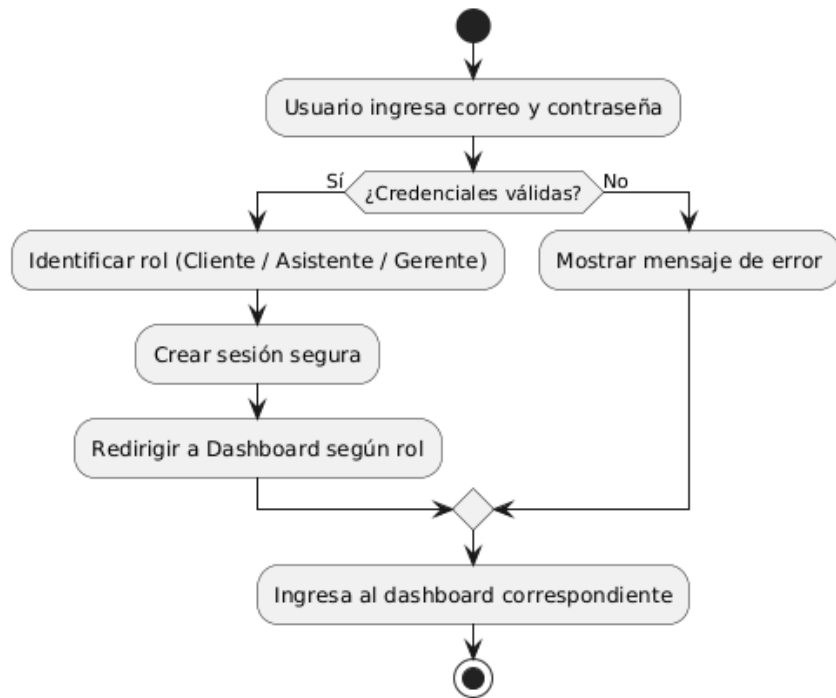 Usuario ingresa correo y contraseña
Sí
¿Credenciales válidas?
No
Identificar rol (Cliente / Asistente / Gerente)
Mostrar mensaje de error
Crear sesión segura
Redirigir a Dashboard según rol
Ingresa al dashboard correspondiente